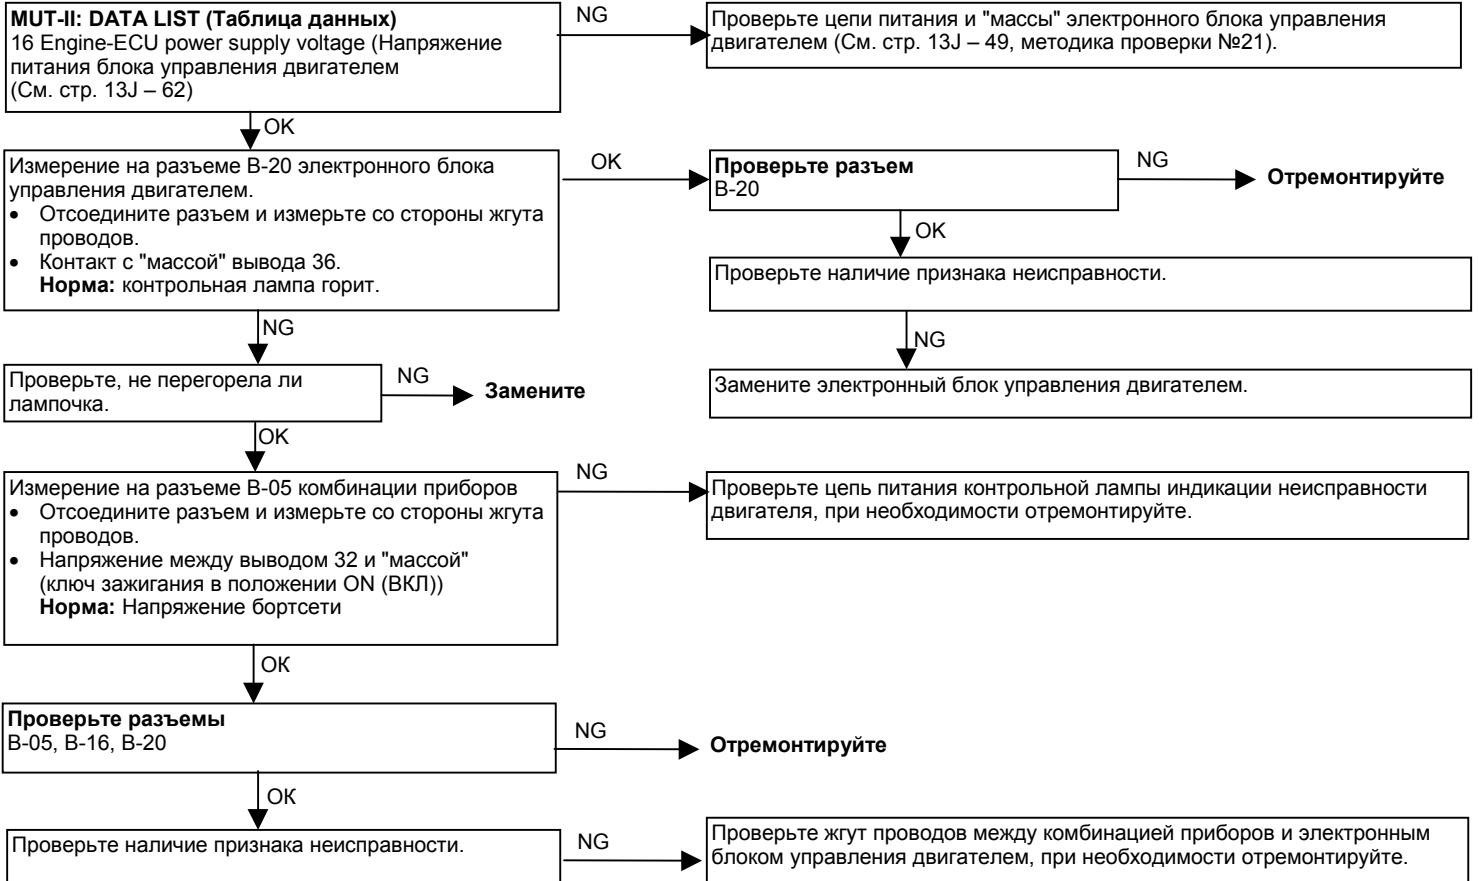 MUT-II: DATA LIST (Таблица данных)
16 Engine-ECU power supply voltage (Напряжение
питания блока управления двигателем
(См. стр. 13J – 62)
NG
Проверьте цепи питания и "массы" электронного блока управления
двигателем (См. стр. 13J – 49, методика проверки №21).
OK
Измерение на разъеме В-20 электронного блока
управления двигателем.
• Отсоедините разъем и измерьте со стороны жгута
проводов.
• Контакт с "массой" вывода 36.
Норма: контрольная лампа горит.
OK
Проверьте разъем
В-20
NG
Отремонтируйте
OK
Проверьте наличие признака неисправности.
NG
Замените электронный блок управления двигателем.
NG
Проверьте, не перегорела ли
лампочка.
NG
Замените
OK
Измерение на разъеме В-05 комбинации приборов
• Отсоедините разъем и измерьте со стороны жгута
проводов.
• Напряжение между выводом 32 и "массой"
(ключ зажигания в положении ON (ВКЛ))
Норма: Напряжение бортсети
NG
Проверьте цепь питания контрольной лампы индикации неисправности
двигателя, при необходимости отремонтируйте.
OK
Проверьте разъемы
В-05, В-16, В-20
NG
Отремонтируйте
OK
Проверьте наличие признака неисправности.
NG
Проверьте жгут проводов между комбинацией приборов и электронным
блоком управления двигателем, при необходимости отремонтируйте.